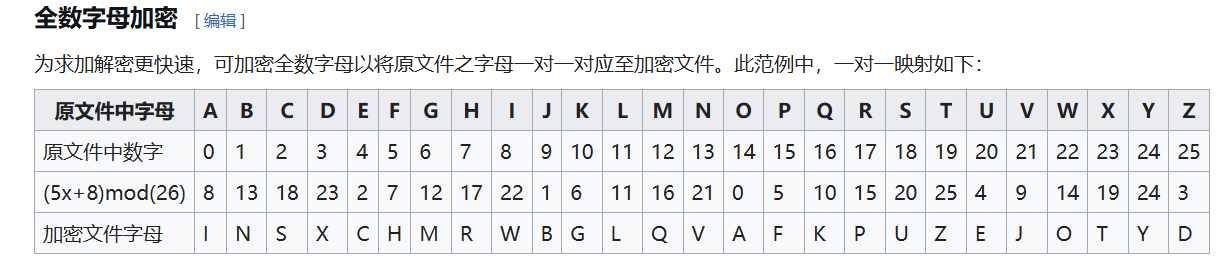 全数字母加密 [编辑]
为求加解密更快速，可加密全数字母以将原文件之字母一对一对应至加密文件。此范例中，一对一映射如下：
原文件中字母 A B C D E F G H I J K L M N O P Q R S T U V W X Y Z
原文件中数字 0 1 2 3 4 5 6 7 8 9 10 11 12 13 14 15 16 17 18 19 20 21 22 23 24 25
(5x+8)mod(26) 8 13 18 23 2 7 12 17 22 1 6 11 16 21 0 5 10 15 20 25 4 9 14 19 24 3
加密文件字母 I N S X C H M R W B G L Q V A F K P U Z E J O T Y D